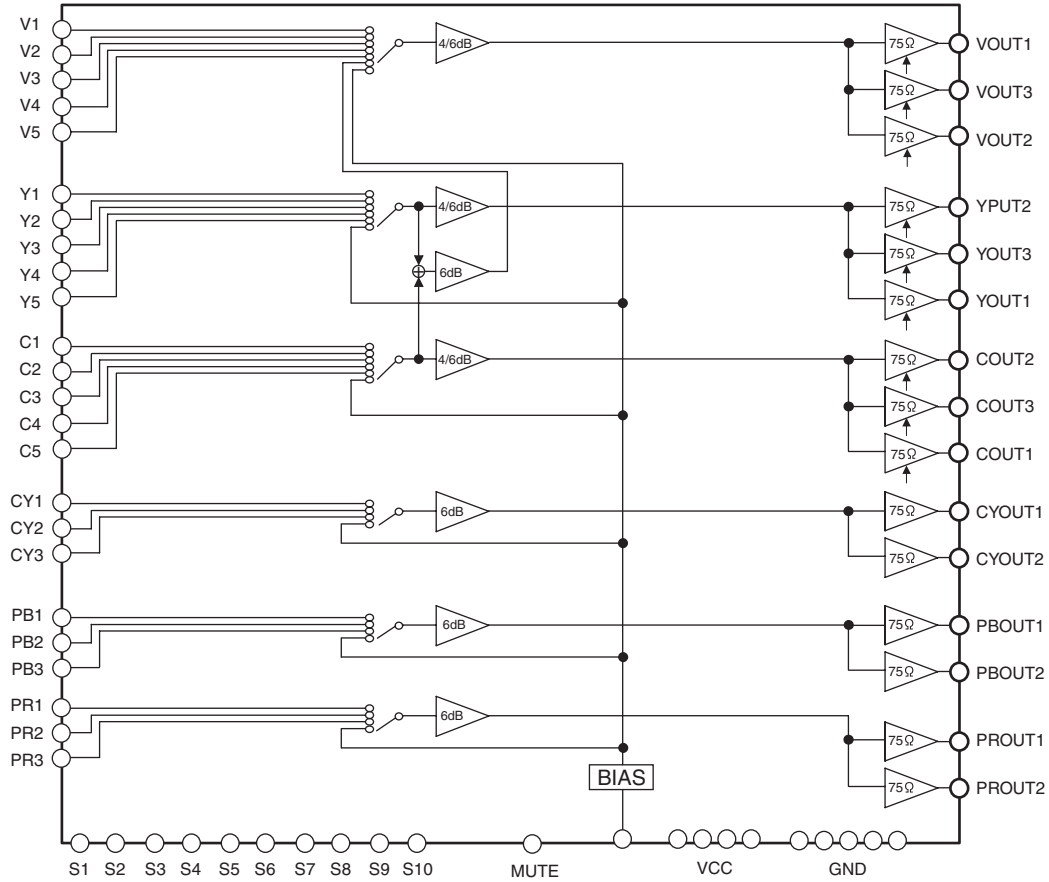 V1
V2
V3
V4
V5
4/6dB
75Ω
VOUT1
75Ω
VOUT3
75Ω
VOUT2
Y1
Y2
Y3
Y4
Y5
4/6dB
6dB
75Ω
YPUT2
75Ω
YOUT3
75Ω
YOUT1
C1
C2
C3
C4
C5
4/6dB
75Ω
COUT2
75Ω
COUT3
75Ω
COUT1
CY1
CY2
CY3
6dB
75Ω
CYOUT1
75Ω
CYOUT2
PB1
PB2
PB3
6dB
75Ω
PBOUT1
75Ω
PBOUT2
PR1
PR2
PR3
6dB
75Ω
PROUT1
75Ω
PROUT2
BIAS
S1 S2 S3 S4 S5 S6 S7 S8 S9 S10 MUTE VCC GND